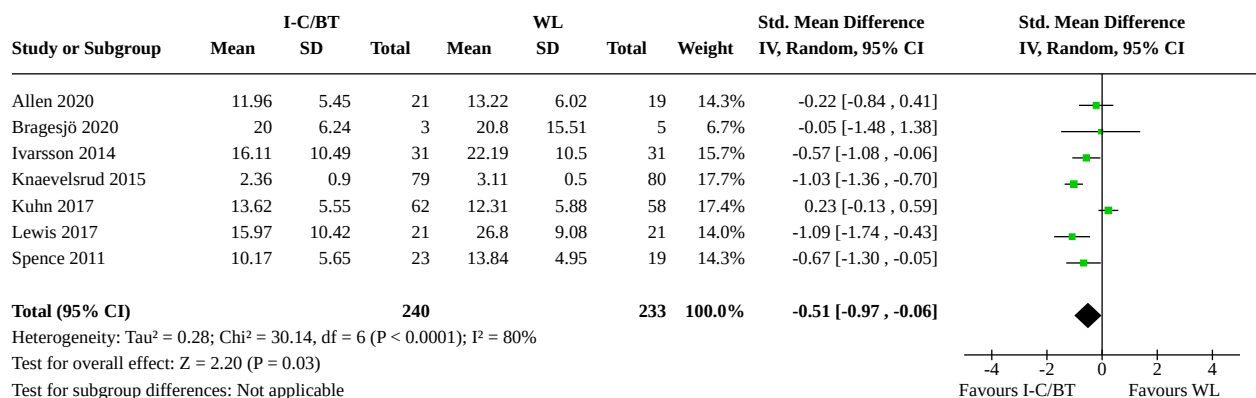 I-C/BT WL Std. Mean Difference Std. Mean Difference
Study or Subgroup Mean SD Total Mean SD Total Weight IV, Random, 95% CI IV, Random, 95% CI
Allen 2020 11.96 5.45 21 13.22 6.02 19 14.3% -0.22 [-0.84 , 0.41]
Bragesjö 2020 20 6.24 3 20.8 15.51 5 6.7% -0.05 [-1.48 , 1.38]
Ivarsson 2014 16.11 10.49 31 22.19 10.5 31 15.7% -0.57 [-1.08 , -0.06]
Knaevelsrud 2015 2.36 0.9 79 3.11 0.5 80 17.7% -1.03 [-1.36 , -0.70]
Kuhn 2017 13.62 5.55 62 12.31 5.88 58 17.4% 0.23 [-0.13 , 0.59]
Lewis 2017 15.97 10.42 21 26.8 9.08 21 14.0% -1.09 [-1.74 , -0.43]
Spence 2011 10.17 5.65 23 13.84 4.95 19 14.3% -0.67 [-1.30 , -0.05]
Total (95% CI) 240 233 100.0% -0.51 [-0.97 , -0.06]
Heterogeneity: Tau² = 0.28; Chi² = 30.14, df = 6 (P < 0.0001); I² = 80%
Test for overall effect: Z = 2.20 (P = 0.03)
-4 -2 0 2 4
Test for subgroup differences: Not applicable
Favours I-C/BT Favours WL